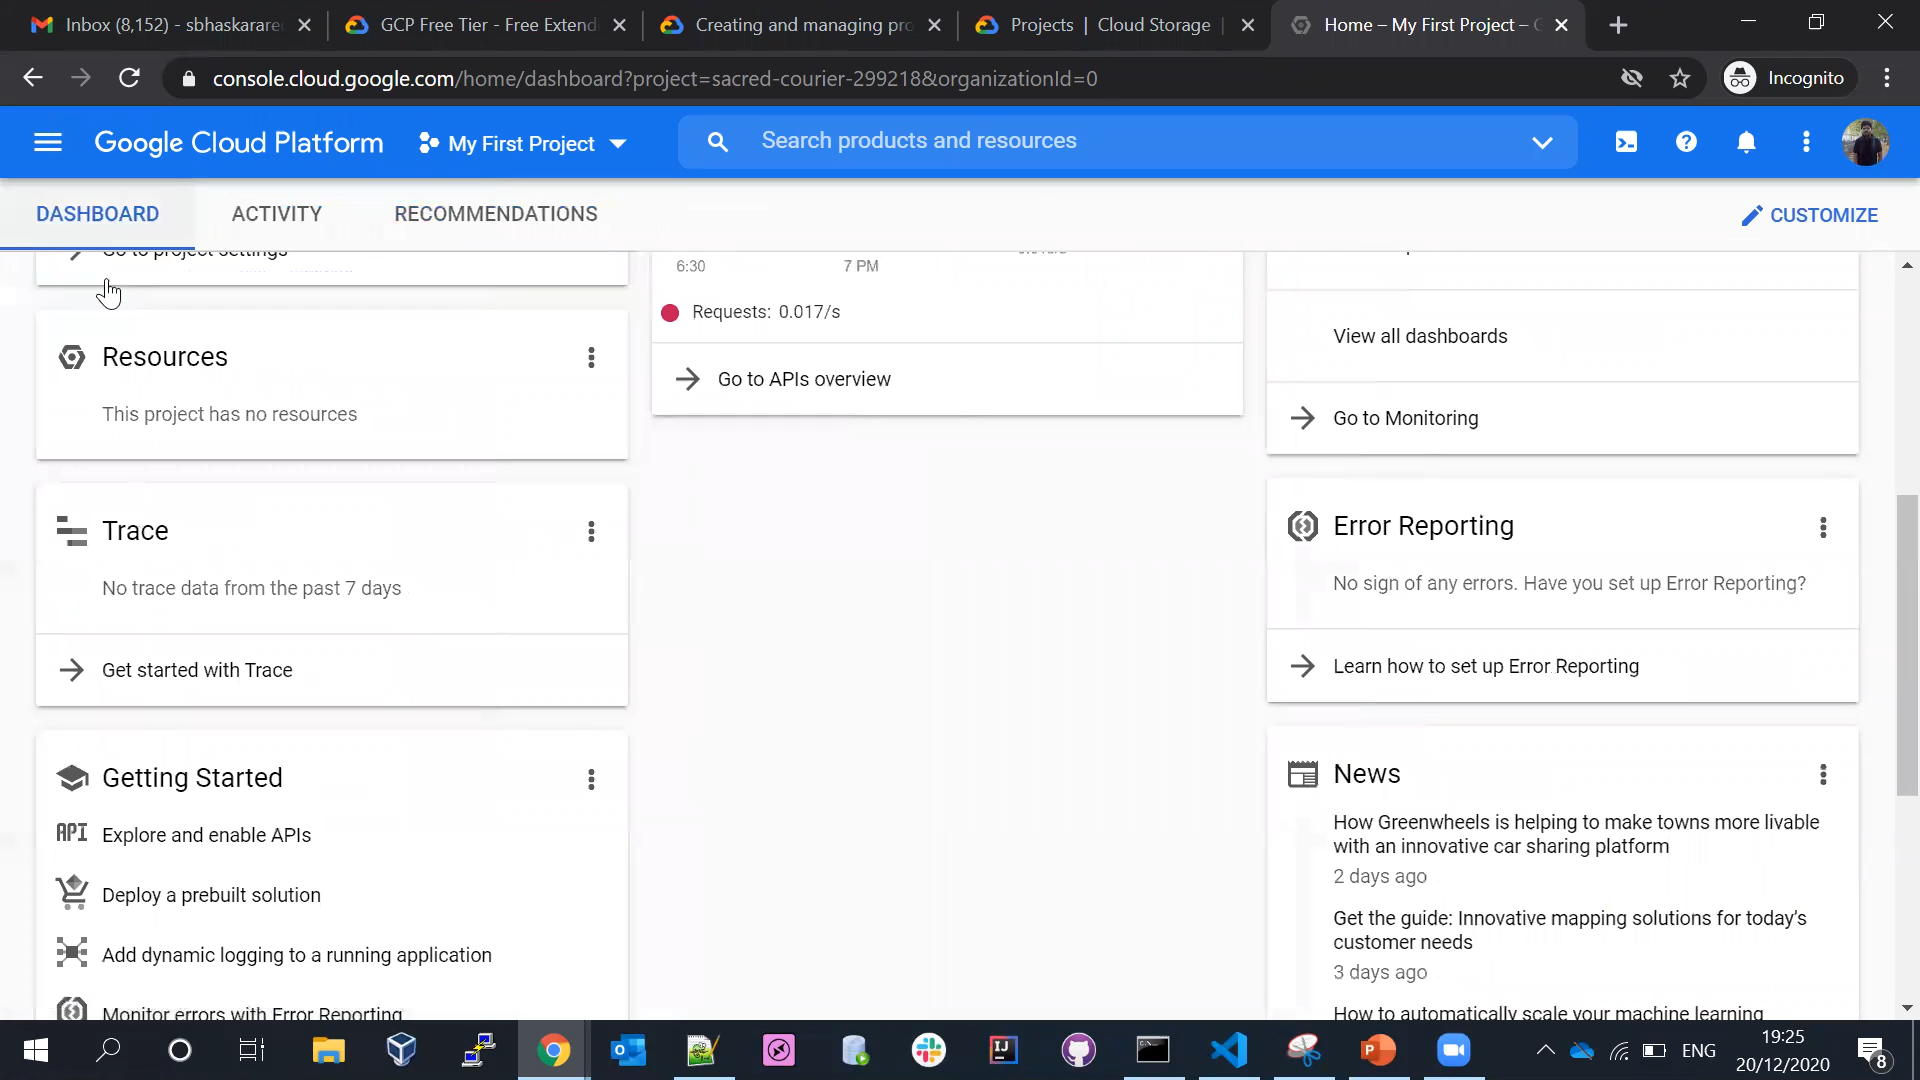 Inbox (8,152) - sbhaskarare
GCP Free Tier - Free Extend
Creating and managing pro
Projects | Cloud Storage |
Home – My First Project –
console.cloud.google.com/home/dashboard?project=sacred-courier-299218&organizationId=0
Incognito
Google Cloud Platform
My First Project
Search products and resources
DASHBOARD
ACTIVITY
RECOMMENDATIONS
CUSTOMIZE
Go to project settings
Resources
This project has no resources
Trace
No trace data from the past 7 days
Get started with Trace
Getting Started
API Explore and enable APIs
Deploy a prebuilt solution
Add dynamic logging to a running application
Monitor errors with Error Reporting
6:30
7 PM
Requests: 0.017/s
Go to APIs overview
View all dashboards
Go to Monitoring
Error Reporting
No sign of any errors. Have you set up Error Reporting?
Learn how to set up Error Reporting
News
How Greenwheels is helping to make towns more livable
with an innovative car sharing platform
2 days ago
Get the guide: Innovative mapping solutions for today's
customer needs
3 days ago
How to automatically scale your machine learning
ENG
19:25
20/12/2020
8